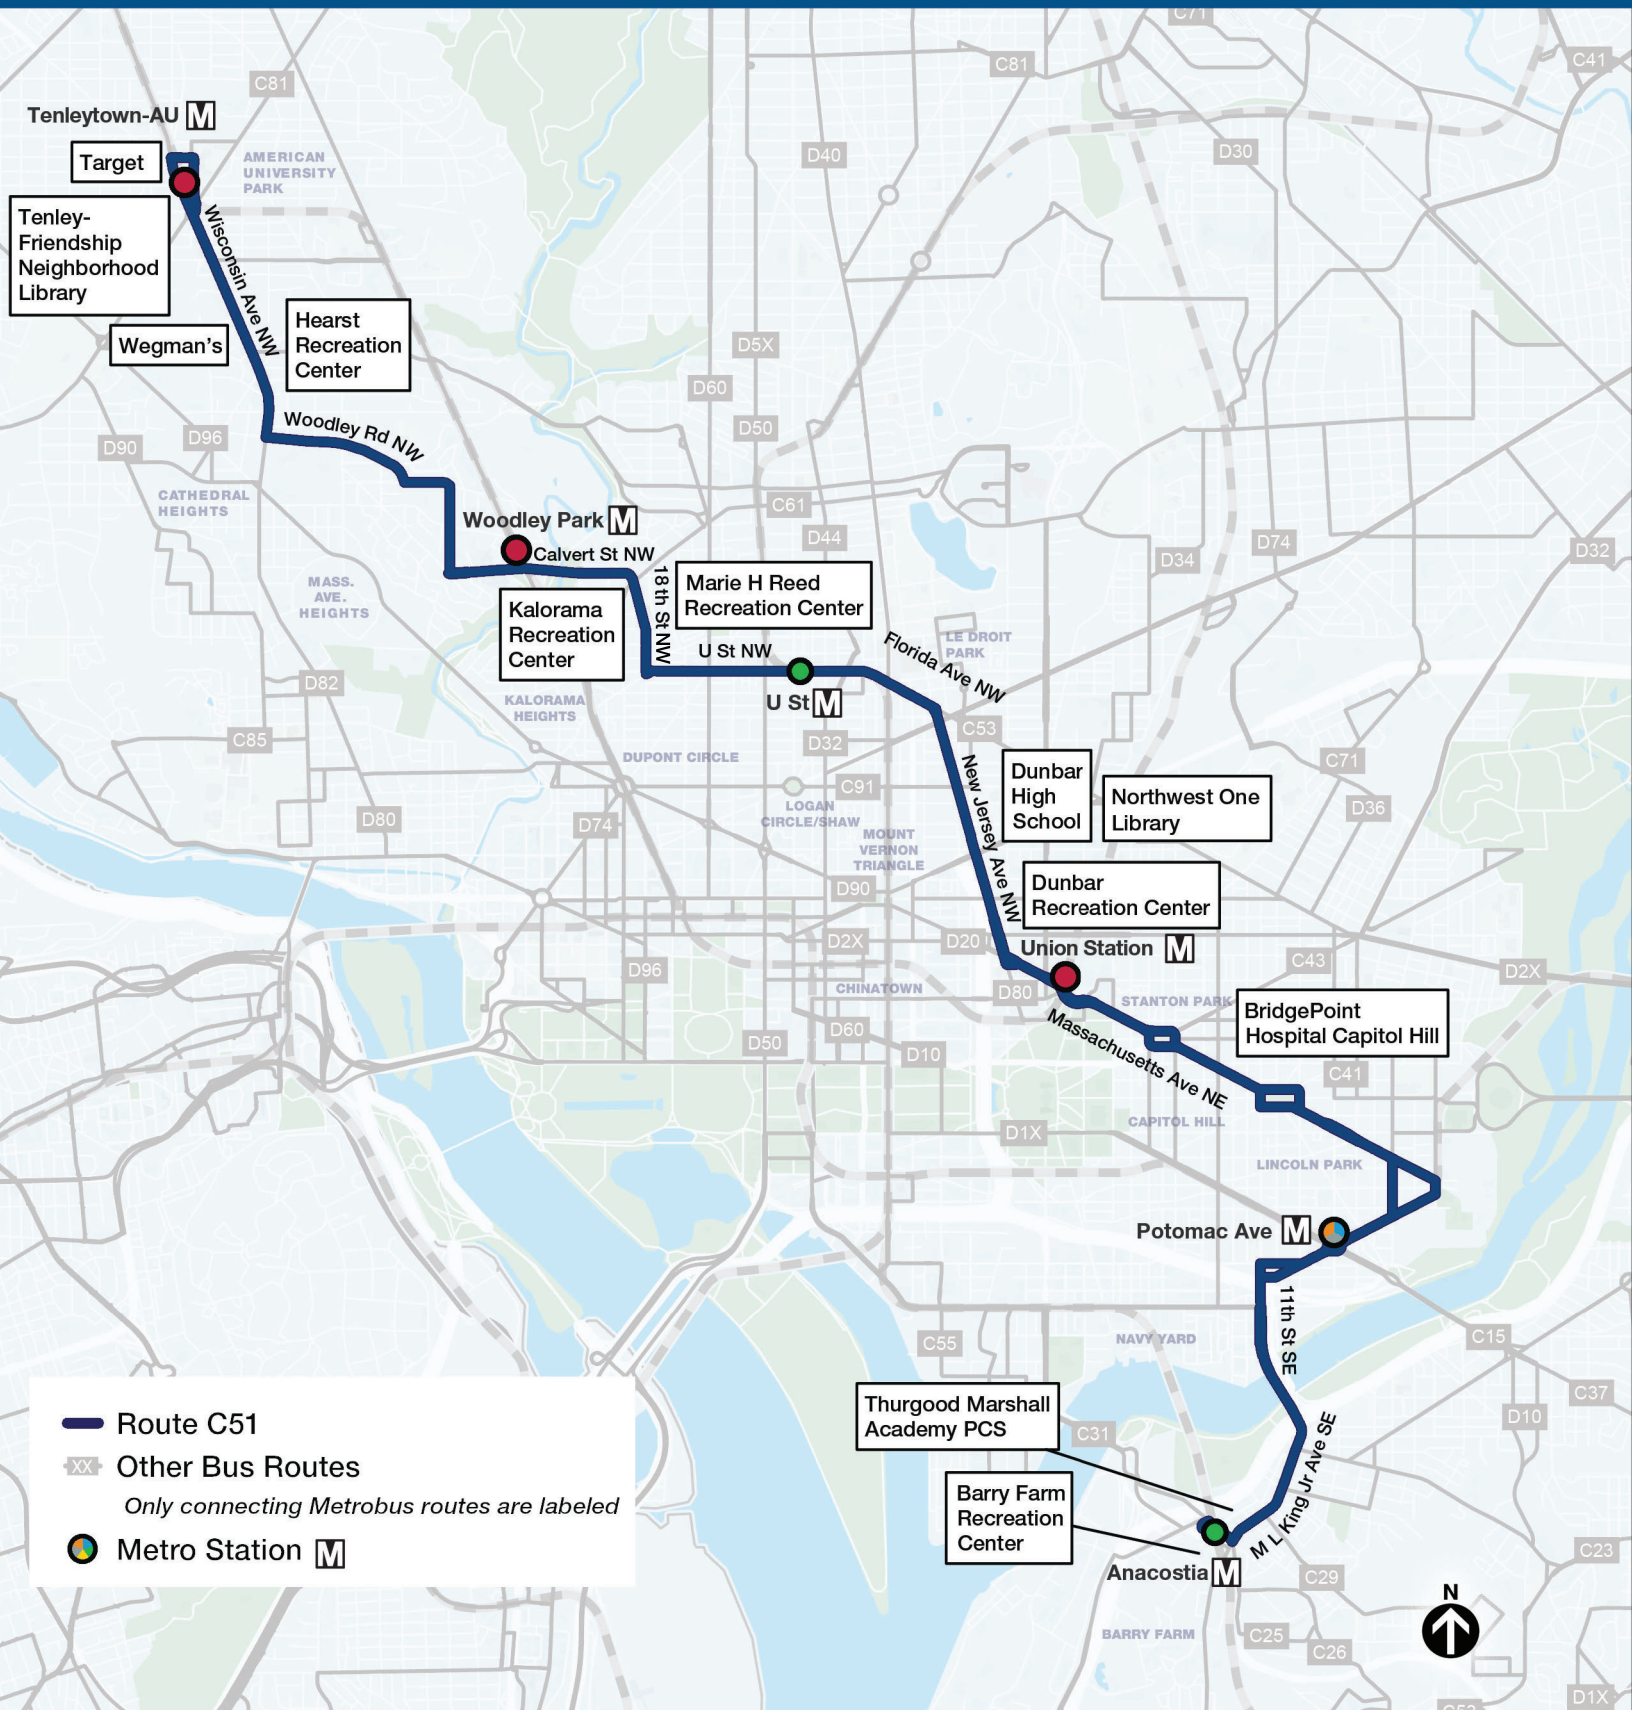 C71
C41
C81
C81
Tenleytown-AU M
D40
D30
Target
AMERICAN
UNIVERSITY
PARK
Tenley-
Friendship
Neighborhood
Library
Wisconsin Ave NW
Wegman's
Hearst
Recreation
Center
D5X
D60
D50
D32
Woodley Rd NW
D90
D96
CATHEDRAL
HEIGHTS
C61
D44
D34
D74
D32
Woodley Park M
Calvert St NW
18th St NW
Marie H Reed
Recreation Center
MASS.
AVE.
HEIGHTS
Kalorama
Recreation
Center
U St NW
Florida Ave NW
LE DROIT
PARK
D82
KALORAMA
HEIGHTS
U St M
C85
D32
C53
DUPONT CIRCLE
C91
New Jersey Ave NW
Dunbar
High
School
Northwest One
Library
C71
D36
D80
D74
LOGAN
CIRCLE/SHAW
MOUNT
VERNON
TRIANGLE
D90
Dunbar
Recreation Center
D2X
D20
Union Station M
C43
D2X
D96
CHINATOWN
D80
STANTON PARK
BridgePoint
Hospital Capitol Hill
D50
D60
D10
Massachusetts Ave NE
C41
D1X
CAPITOL HILL
LINCOLN PARK
Potomac Ave M
11th St SE
C55
NAVY YARD
C15
C37
D10
Thurgood Marshall
Academy PCS
C31
M L King Jr Ave SE
Barry Farm
Recreation
Center
Anacostia M
C29
C23
BARRY FARM
C25
C26
N
D1X
Route C51
XX Other Bus Routes
Only connecting Metrobus routes are labeled
Metro Station M